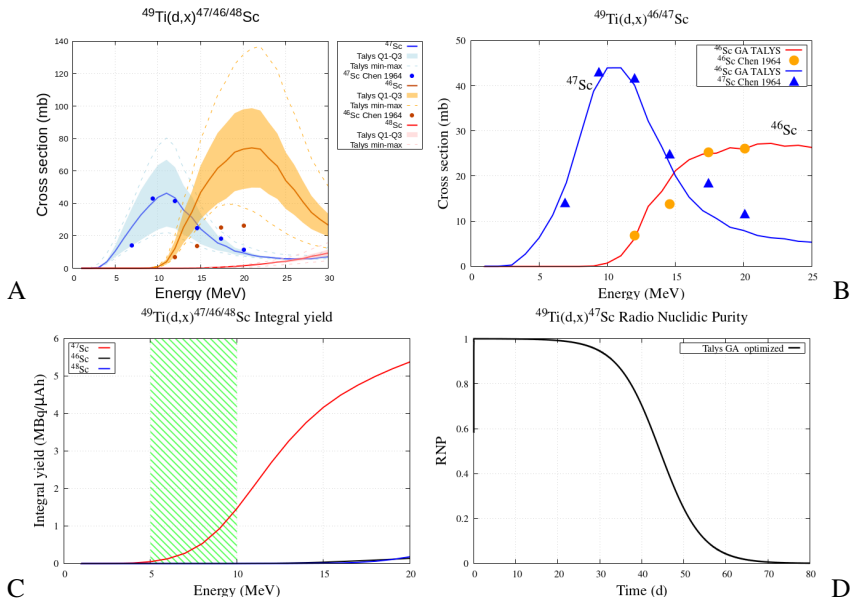 ⁴⁹Ti(d,x)⁴⁷/⁴⁶/⁴⁸Sc
140
120
100
80
60
40
20
0
0
5
10
15
20
25
30
Cross section (mb)
Energy (MeV)
⁴⁷Sc
Talys Q1-Q3
Talys min-max
⁴⁷Sc Chen 1964
⁴⁶Sc
Talys Q1-Q3
Talys min-max
⁴⁶Sc Chen 1964
⁴⁸Sc
Talys Q1-Q3
Talys min-max
A
⁴⁹Ti(d,x)⁴⁶/⁴⁷Sc
50
40
30
20
10
0
0
5
10
15
20
25
Cross section (mb)
Energy (MeV)
⁴⁶Sc GA TALYS
⁴⁶Sc Chen 1964
⁴⁶Sc GA TALYS
⁴⁷Sc Chen 1964
⁴⁷Sc
⁴⁶Sc
B
⁴⁹Ti(d,x)⁴⁷/⁴⁶/⁴⁸Sc Integral yield
6
5
4
3
2
1
0
0
5
10
15
20
Integral yield (MBq/μAh)
Energy (MeV)
⁴⁷Sc
⁴⁶Sc
⁴⁸Sc
C
⁴⁹Ti(d,x)⁴⁷Sc Radio Nuclidic Purity
1
0.8
0.6
0.4
0.2
0
0
10
20
30
40
50
60
70
80
RNP
Time (d)
Talys GA optimized
D